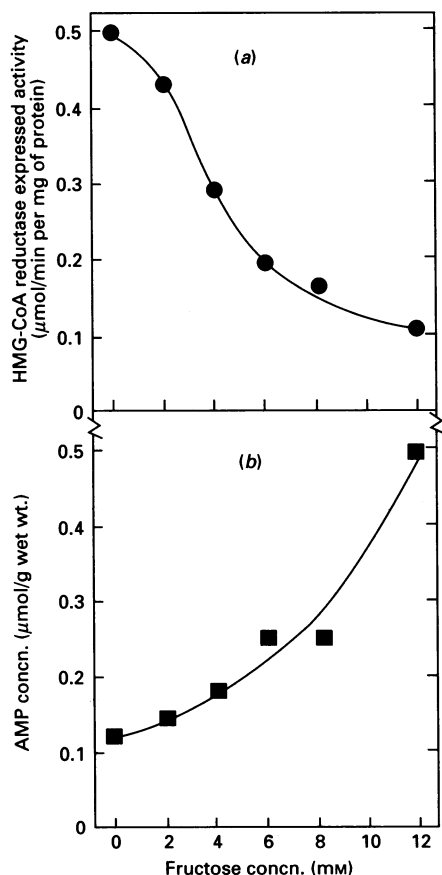 HMG-CoA reductase expressed activity
(µmol/min per mg of protein)
(a)
0.5
0.4
0.3
0.2
0.1
0
AMP concn. (µmol/g wet wt.)
(b)
0.5
0.4
0.3
0.2
0.1
0
0 2 4 6 8 10 12
Fructose concn. (mM)